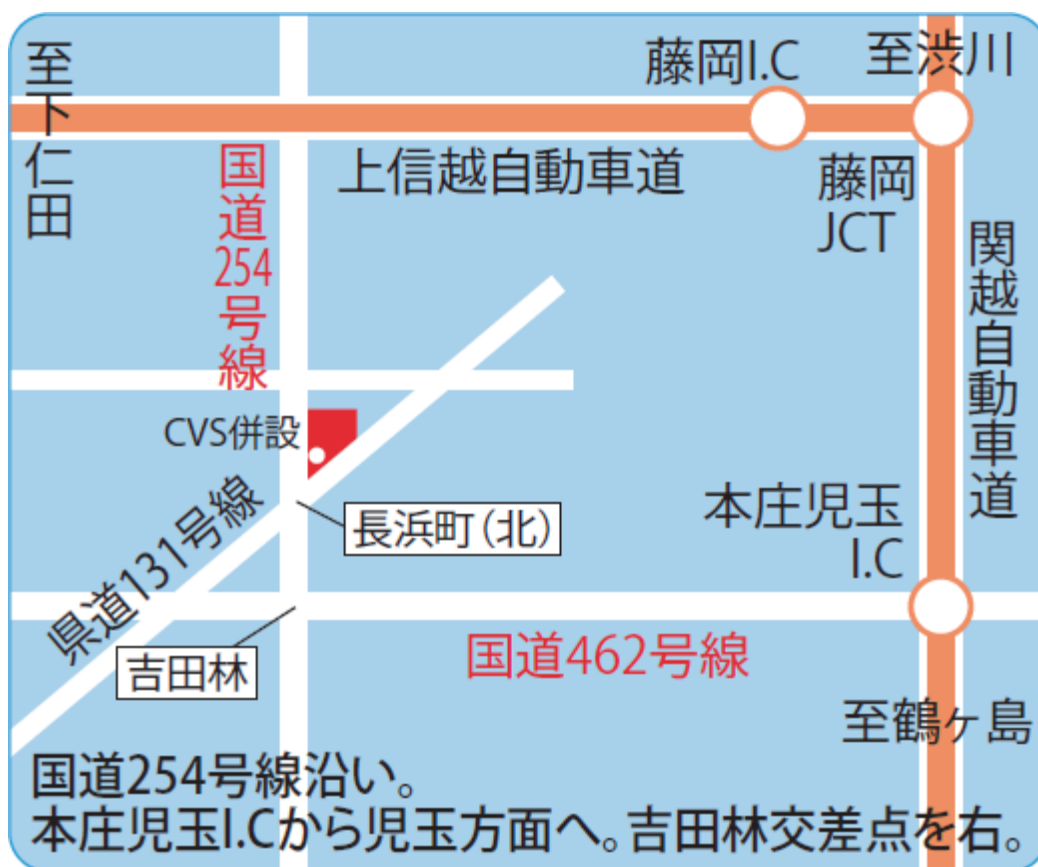 至下仁田
藤岡I.C
至渋川
国道254号線
上信越自動車道
藤岡
JCT
関越自動車道
CVS併設
県道131号線
長浜町(北)
本庄児玉
I.C
吉田林
国道462号線
至鶴ヶ島
国道254号線沿い。
本庄児玉I.Cから児玉方面へ。吉田林交差点を右。